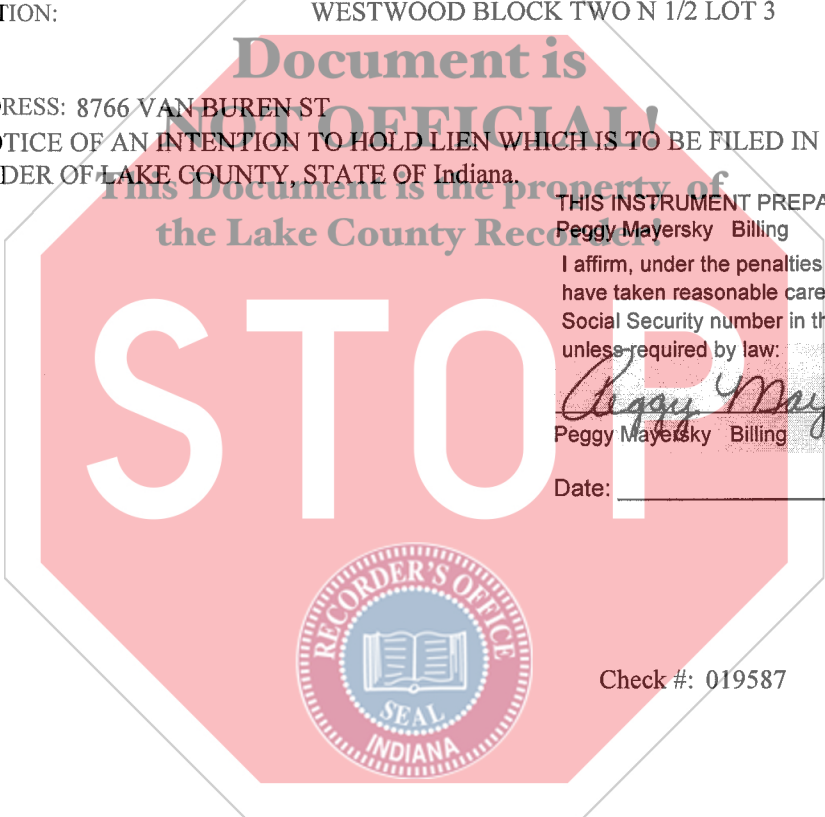 TION: WESTWOOD BLOCK TWO N 1/2 LOT 3
Document is
RESS: 8766 VAN BUREN ST
NOT OFFICIAL!
TICE OF AN INTENTION TO HOLD LIEN WHICH IS TO BE FILED IN
DER OF LAKE COUNTY, STATE OF Indiana.
This Document is the property of
the Lake County Recorder!
THIS INSTRUMENT PREPA
Peggy Mayersky Billing
I affirm, under the penalties
have taken reasonable care
Social Security number in th
unless required by law:
Peggy May
Peggy Mayersky Billing
Date:
STOP
RECORDER'S OFFICE
SEAL
INDIANA
Check #: 019587